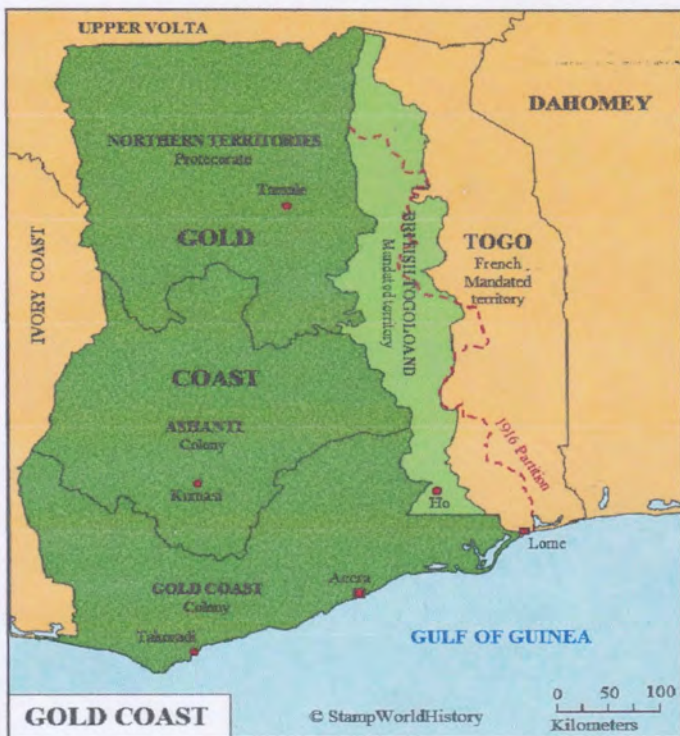 UPPER VOLTA
DAHOMEY
NORTHERN TERRITORIES
Protecorate
Tamale
GOLD
IVORY COAST
BRITISH TOGOLOAND
Mandated territory
TOGO
French
Mandated
territory
COAST
ASHANTI
Colony
Kumasi
1916 Partition
Ho
Lome
GOLD COAST
Colony
Accra
Takoradi
GULF OF GUINEA
0 50 100
Kilometers
GOLD COAST
© StampWorldHistory